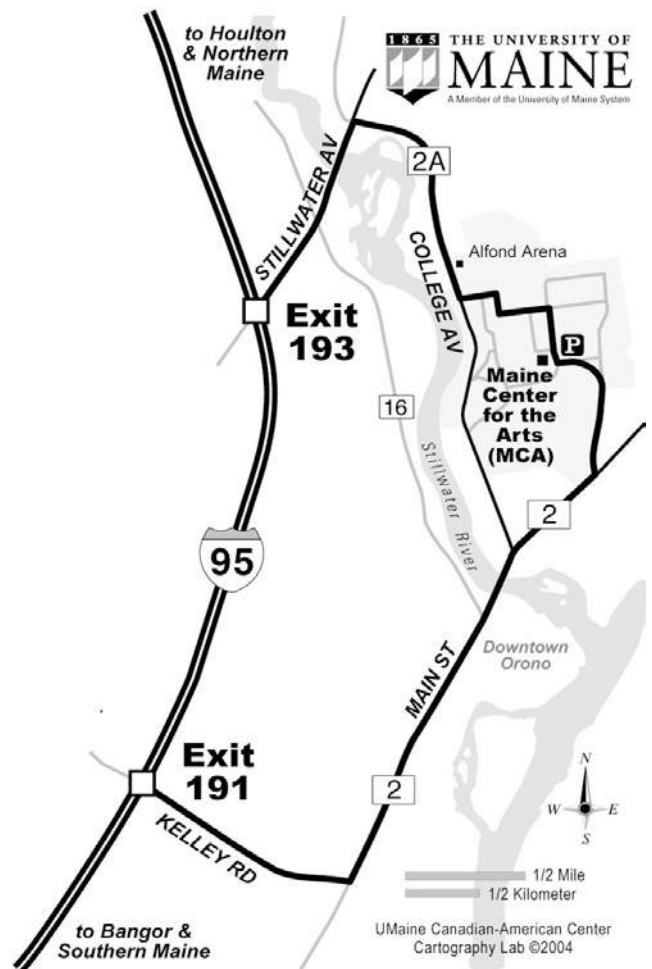 to Houlton
& Northern
Maine
1865
THE UNIVERSITY OF
MAINE
A Member of the University of Maine System
STILLWATER AV
2A
COLLEGE AV
Alfond Arena
Exit
193
P
Maine
Center
for the
Arts
(MCA)
16
Stillwater River
2
95
Downtown
Orono
MAIN ST
Exit
191
2
KELLEY RD
N
W E
S
1/2 Mile
1/2 Kilometer
to Bangor &
Southern Maine
UMaine Canadian-American Center
Cartography Lab ©2004